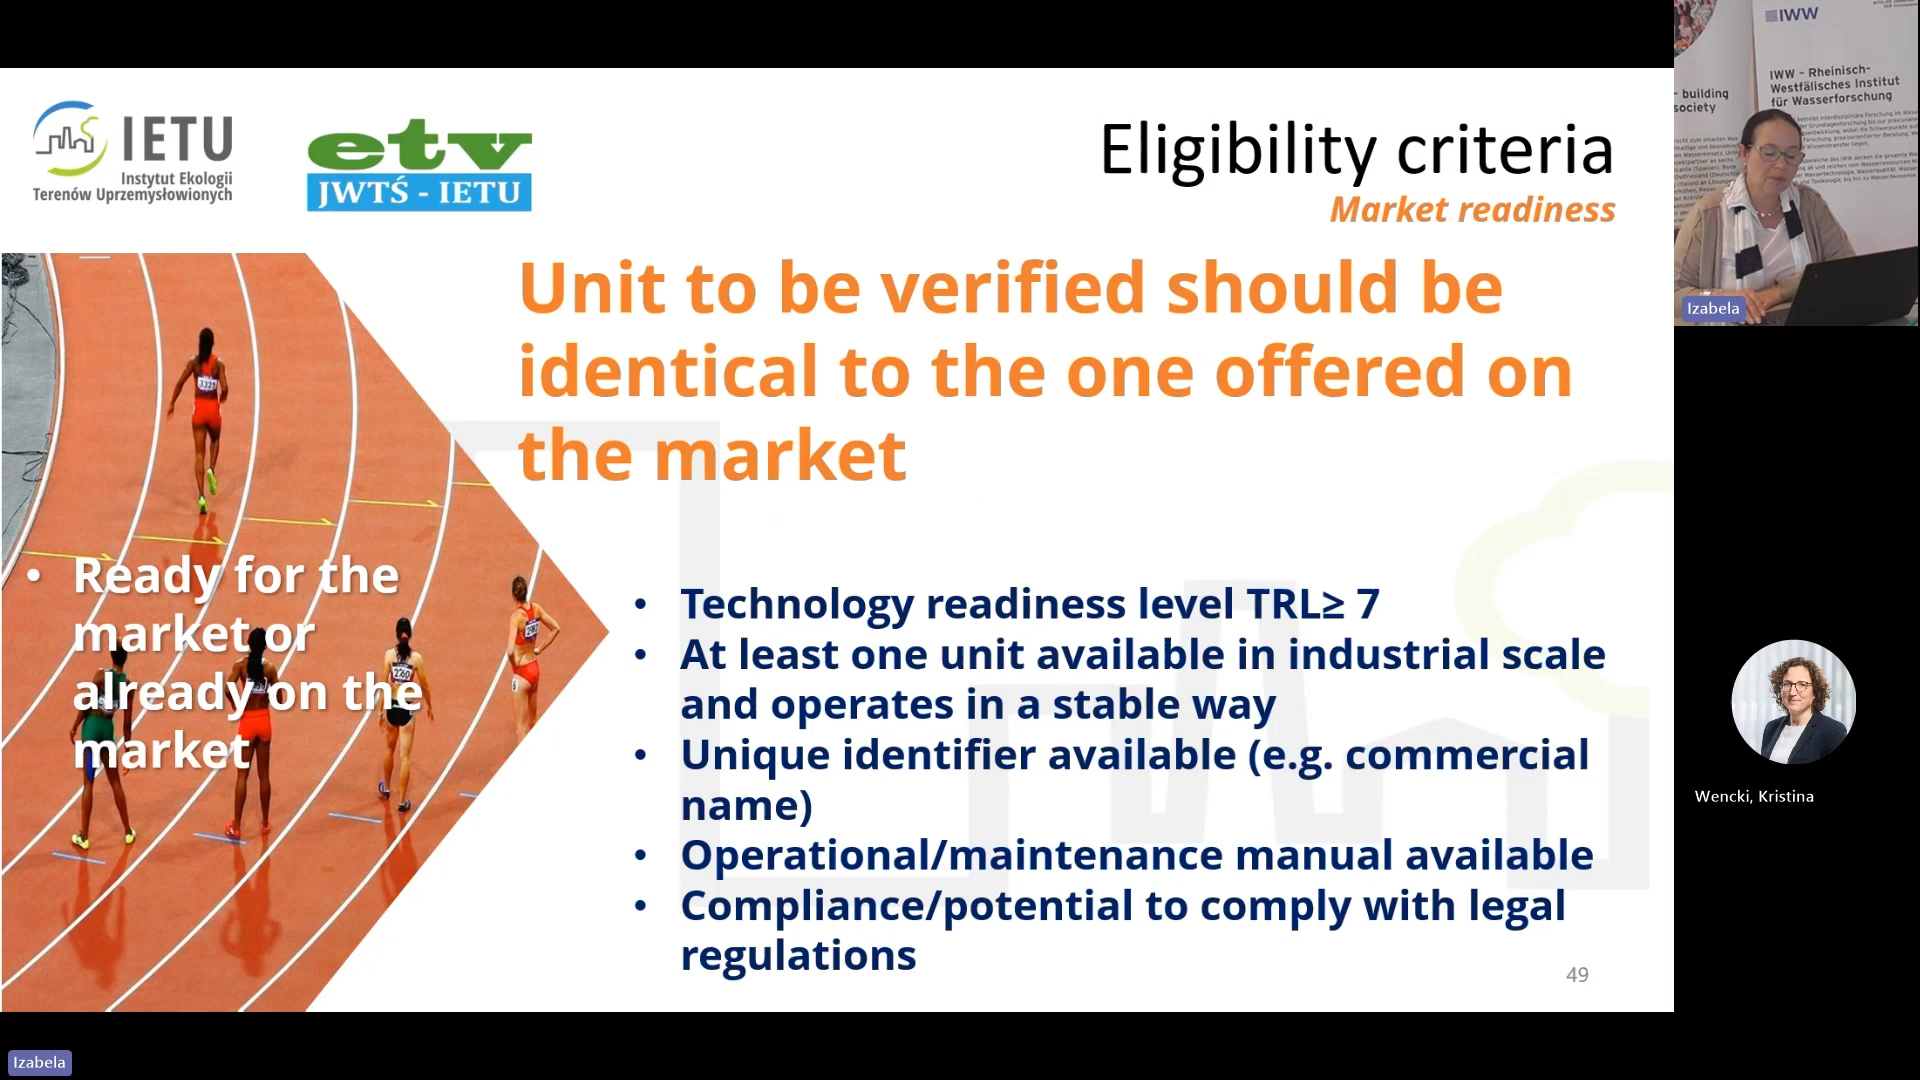 IETU
Instytut Ekologii
Terenów Uprzemysłowionych
etv
JWTŚ - IETU
Eligibility criteria
Market readiness
Unit to be verified should be
identical to the one offered on
the market
• Ready for the
market or
already on the
market
• Technology readiness level TRL≥ 7
• At least one unit available in industrial scale
and operates in a stable way
• Unique identifier available (e.g. commercial
name)
• Operational/maintenance manual available
• Compliance/potential to comply with legal
regulations
49
IWW
IWW - Rheinisch-
Westfälisches Institut
für Wasserforschung
- building
society
Izabela
Wencki, Kristina
Izabela
3325